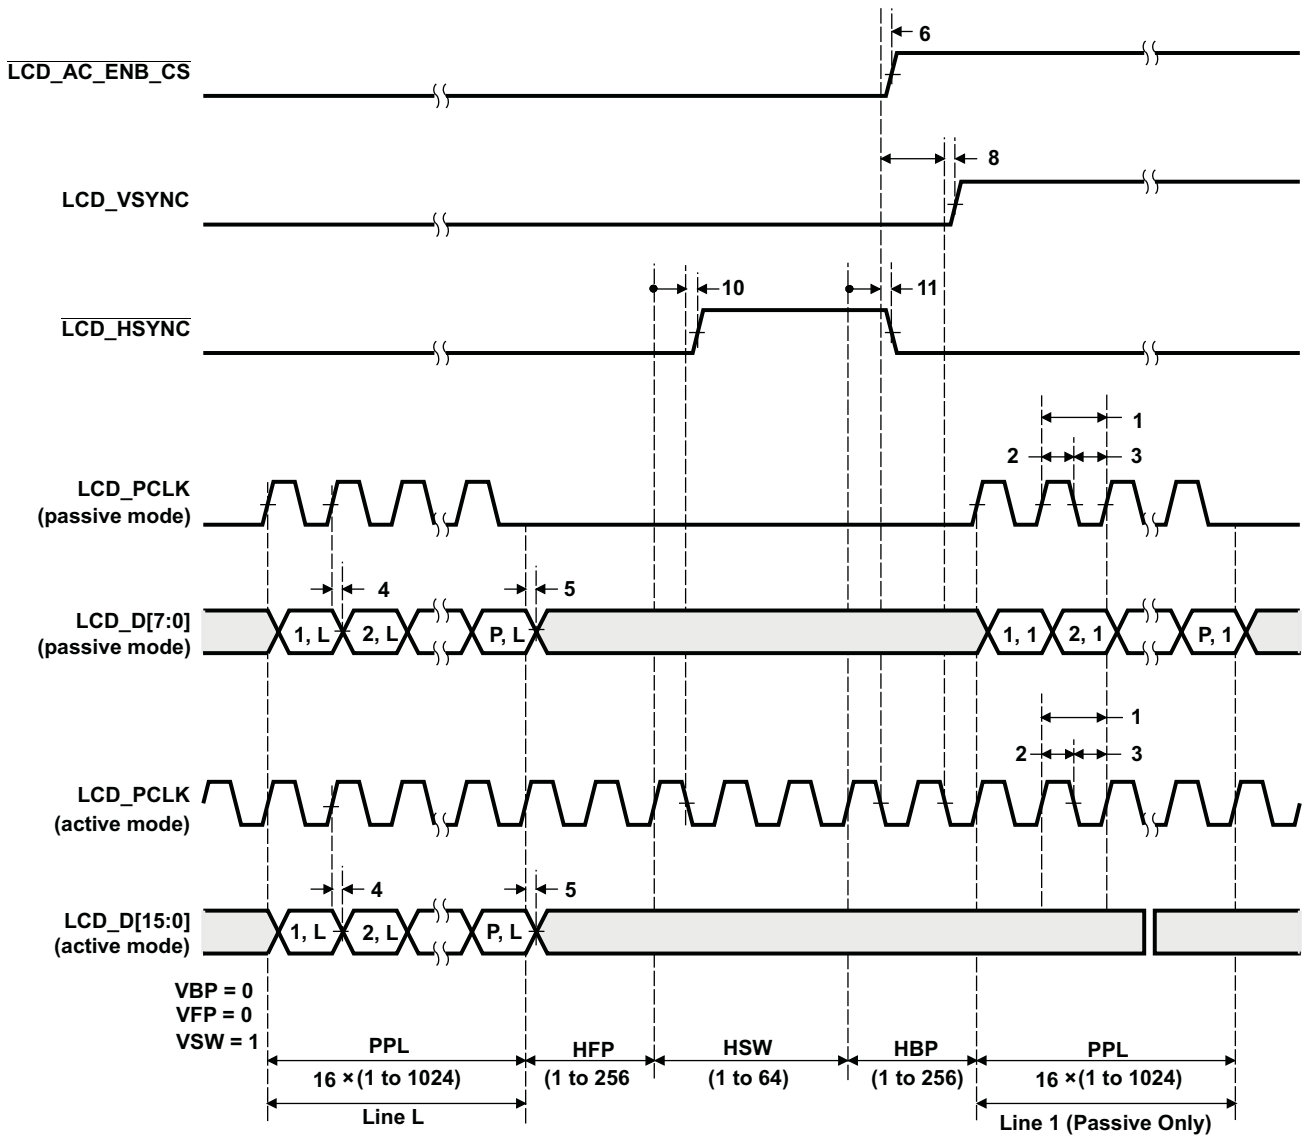 6
LCD_AC_ENB_CS
8
LCD_VSYNC
10
11
LCD_HSYNC
1
2
3
LCD_PCLK
(passive mode)
4
5
LCD_D[7:0]
(passive mode)
1, L
2, L
P, L
1, 1
2, 1
P, 1
1
2
3
LCD_PCLK
(active mode)
4
5
LCD_D[15:0]
(active mode)
1, L
2, L
P, L
VBP = 0
VFP = 0
VSW = 1
PPL
HFP
HSW
HBP
PPL
16 × (1 to 1024)
(1 to 256
(1 to 64)
(1 to 256)
16 × (1 to 1024)
Line L
Line 1 (Passive Only)